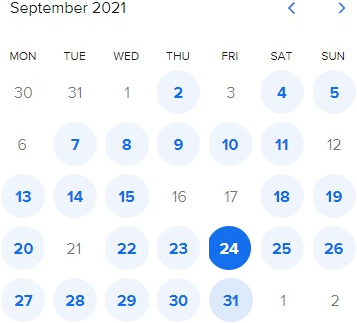 September 2021
MON TUE WED THU FRI SAT SUN
30 31 1 2 3 4 5
6 7 8 9 10 11 12
13 14 15 16 17 18 19
20 21 22 23 24 25 26
27 28 29 30 31 1 2